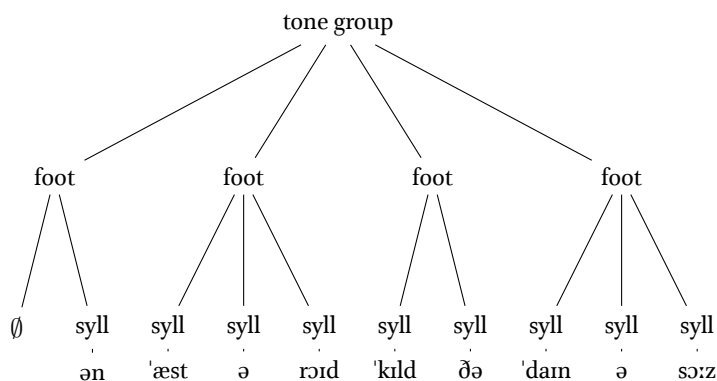 tone group
foot foot foot foot
∅ syll syll syll syll syll syll syll syll syll
ən ˈæst ə rɔɪd ˈkɪld ðə ˈdaɪn ə sɔːz